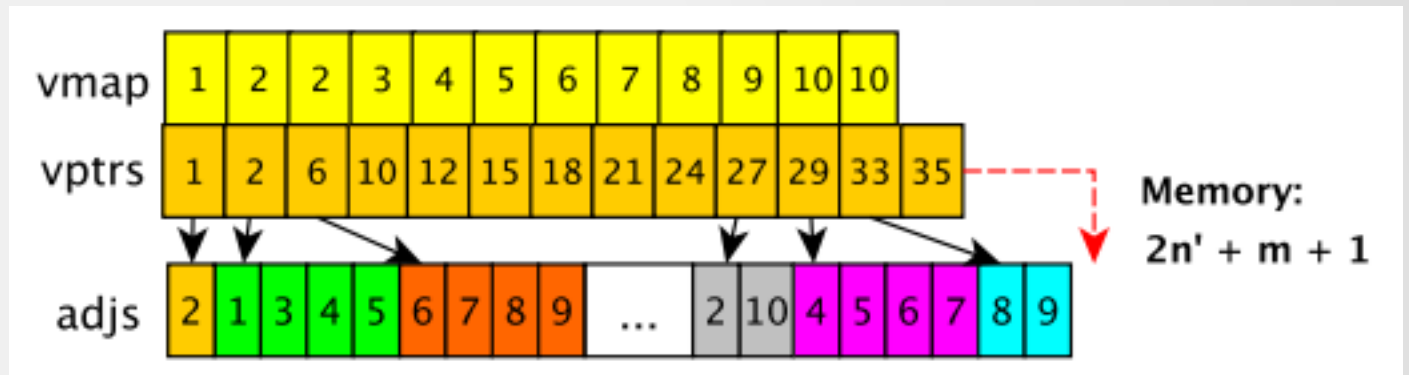 vmap 1 2 2 3 4 5 6 7 8 9 10 10
vptrs 1 2 6 10 12 15 18 21 24 27 29 33 35
Memory:
2n' + m + 1
adjs 2 1 3 4 5 6 7 8 9 ... 2 10 4 5 6 7 8 9